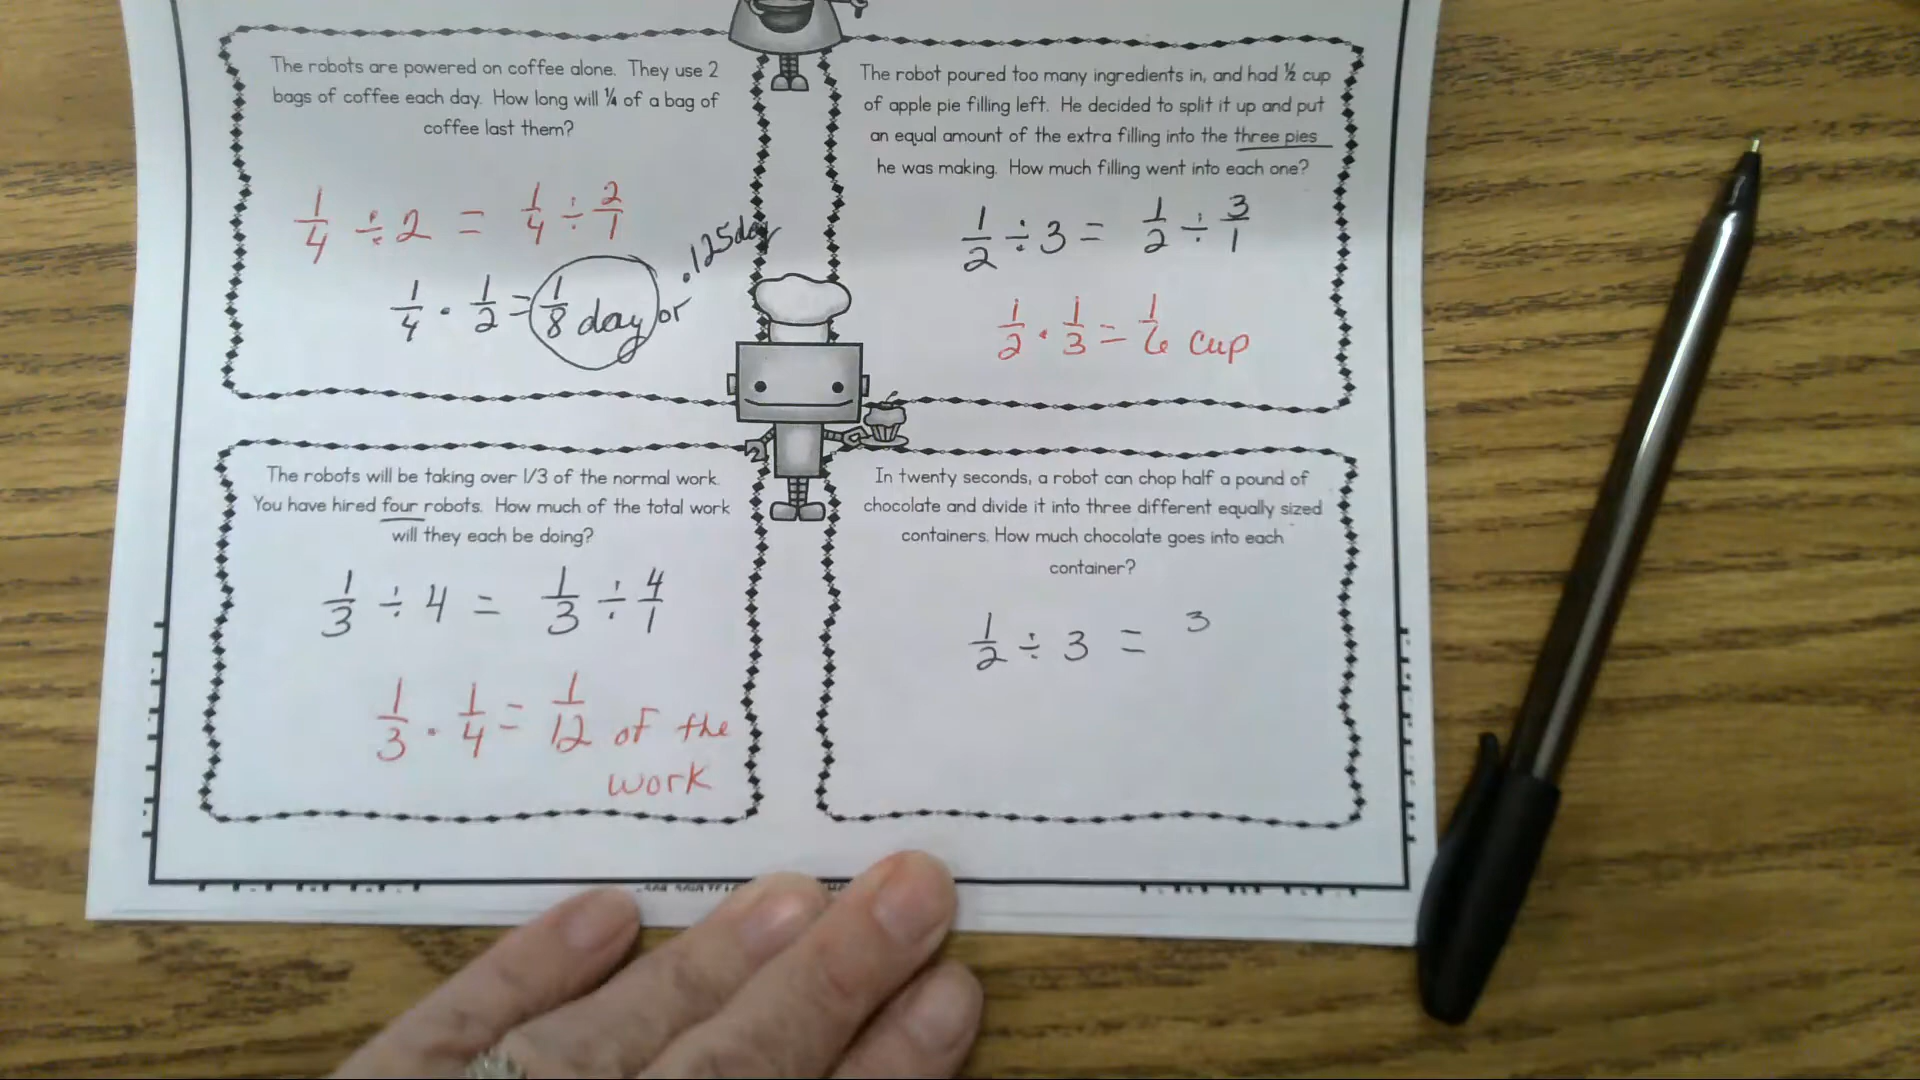 The robots are powered on coffee alone. They use 2
bags of coffee each day. How long will ¼ of a bag of
coffee last them?
1/4 ÷ 2 = 1/4 ÷ 2/1
1/4 · 1/2 = 1/8 day or .125 day
The robot poured too many ingredients in, and had ½ cup
of apple pie filling left. He decided to split it up and put
an equal amount of the extra filling into the three pies
he was making. How much filling went into each one?
1/2 ÷ 3 = 1/2 ÷ 3/1
1/2 · 1/3 = 1/6 cup
The robots will be taking over 1/3 of the normal work.
You have hired four robots. How much of the total work
will they each be doing?
1/3 ÷ 4 = 1/3 ÷ 4/1
1/3 · 1/4 = 1/12 of the
work
In twenty seconds, a robot can chop half a pound of
chocolate and divide it into three different equally sized
containers. How much chocolate goes into each
container?
1/2 ÷ 3 = 3